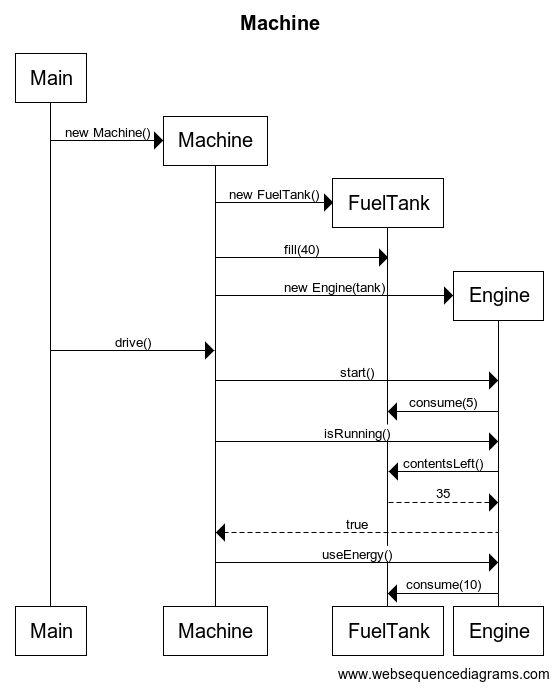 Machine
Main
new Machine()
Machine
new FuelTank()
FuelTank
fill(40)
new Engine(tank)
Engine
drive()
start()
consume(5)
isRunning()
contentsLeft()
35
true
useEnergy()
consume(10)
Main
Machine
FuelTank
Engine
www.websequencediagrams.com